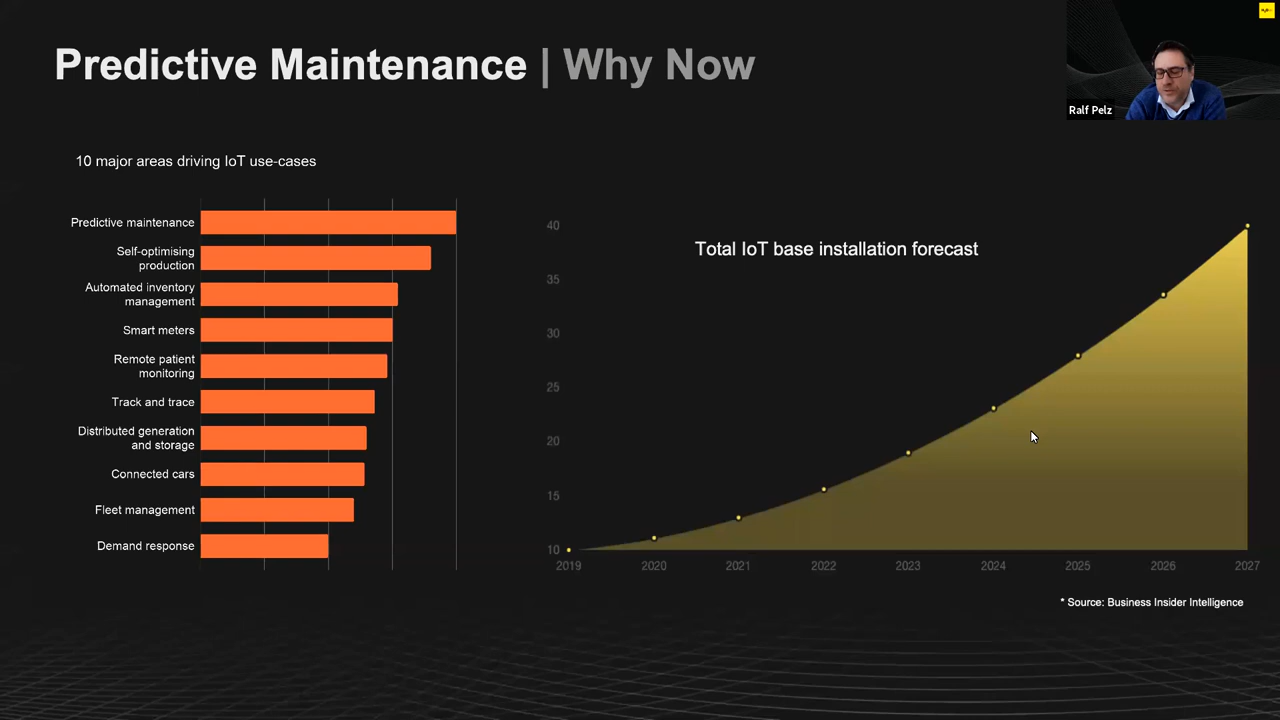 Predictive Maintenance | Why Now
Ralf Pelz
10 major areas driving IoT use-cases
Predictive maintenance
Self-optimising
production
Automated inventory
management
Smart meters
Remote patient
monitoring
Track and trace
Distributed generation
and storage
Connected cars
Fleet management
Demand response
Total IoT base installation forecast
40
35
30
25
20
15
10
2019 2020 2021 2022 2023 2024 2025 2026 2027
* Source: Business Insider Intelligence